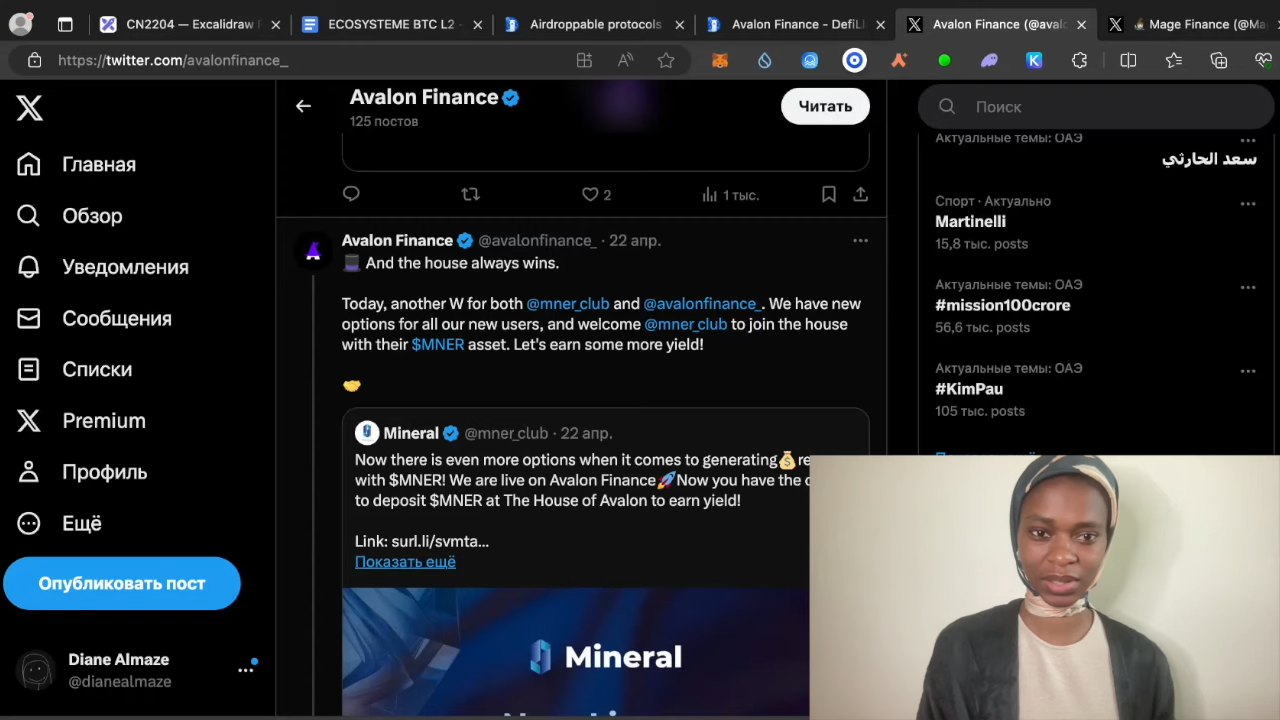 CN2204 — Excalidraw
ECOSYSTEME BTC L2 -
Airdroppable protocols
Avalon Finance - DefiLl
Avalon Finance (@aval
Mage Finance (@Ma
https://twitter.com/avalonfinance_
Avalon Finance
125 постов
Читать
Главная
Обзор
Уведомления
Сообщения
Списки
Premium
Профиль
Ещё
Опубликовать пост
Diane Almaze
@dianealmaze
2
1 тыс.
Avalon Finance @avalonfinance_ · 22 апр.
And the house always wins.
Today, another W for both @mner_club and @avalonfinance_. We have new
options for all our new users, and welcome @mner_club to join the house
with their $MNER asset. Let's earn some more yield!
Mineral @mner_club · 22 апр.
Now there is even more options when it comes to generating re
with $MNER! We are live on Avalon Finance Now you have the
to deposit $MNER at The House of Avalon to earn yield!
Link: surl.li/svmta...
Показать ещё
Mineral
Поиск
Актуальные темы: ОАЭ
سعد الحارثي
Спорт · Актуально
Martinelli
15,8 тыс. posts
Актуальные темы: ОАЭ
#mission100crore
56,6 тыс. posts
Актуальные темы: ОАЭ
#KimPau
105 тыс. posts